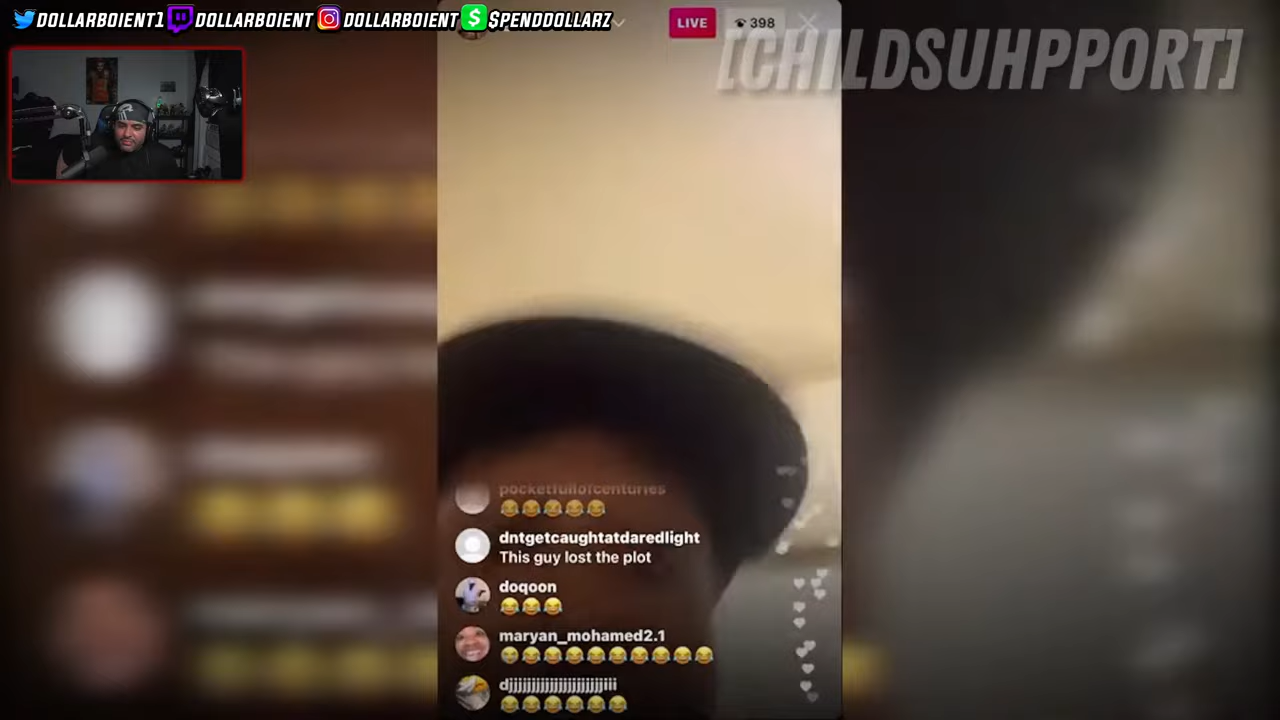 DOLLARBOIENT1 DOLLARBOIENT DOLLARBOIENT $PENDDOLLARZ
LIVE 398
[CHILDSUHPPORT]
pocketfullofcenturies
😂😂😂😂😂
dntgetcaughtatdaredlight
This guy lost the plot
doqoon
😂😂😂
maryan_mohamed2.1
😂😂😂😂😂😂😂😂😂😂
😂😂😂😂😂😂